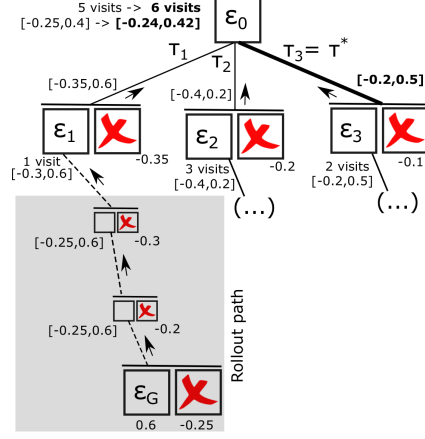 5 visits -> 6 visits
[-0.25,0.4] -> [-0.24,0.42]
ε₀
τ₁
τ₂
τ₃= τ*
[-0.35,0.6]
[-0.4,0.2]
[-0.2,0.5]
ε₁
-0.35
ε₂
-0.2
ε₃
-0.1
1 visit
[-0.3,0.6]
3 visits
[-0.4,0.2]
2 visits
[-0.2,0.5]
(...)
(...)
[-0.25,0.6]
-0.3
[-0.25,0.6]
-0.2
Rollout path
ε_G
0.6
-0.25